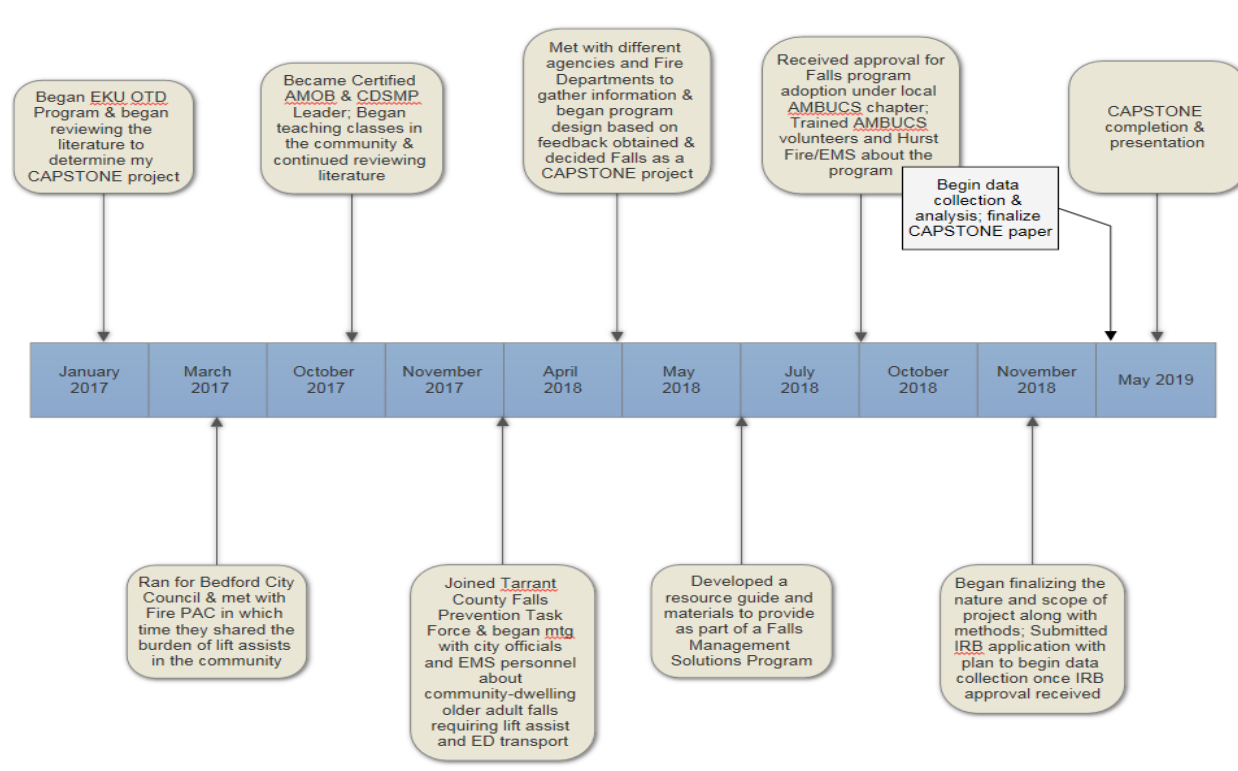 Began EKU OTD
Program & began
reviewing the
literature to
determine my
CAPSTONE project
Became Certified
AMOB & CDSMP
Leader; Began
teaching classes in
the community &
continued reviewing
literature
Met with different
agencies and Fire
Departments to
gather information &
began program
design based on
feedback obtained &
decided Falls as a
CAPSTONE project
Received approval for
Falls program
adoption under local
AMBUCS chapter;
Trained AMBUCS
volunteers and Hurst
Fire/EMS about the
program
Begin data
collection &
analysis; finalize
CAPSTONE paper
CAPSTONE
completion &
presentation
January
2017
March
2017
October
2017
November
2017
April
2018
May
2018
July
2018
October
2018
November
2018
May 2019
Ran for Bedford City
Council & met with
Fire PAC in which
time they shared the
burden of lift assists
in the community
Joined Tarrant
County Falls
Prevention Task
Force & began mtg
with city officials
and EMS personnel
about
community-dwelling
older adult falls
requiring lift assist
and ED transport
Developed a
resource guide and
materials to provide
as part of a Falls
Management
Solutions Program
Began finalizing the
nature and scope of
project along with
methods; Submitted
IRB application with
plan to begin data
collection once IRB
approval received